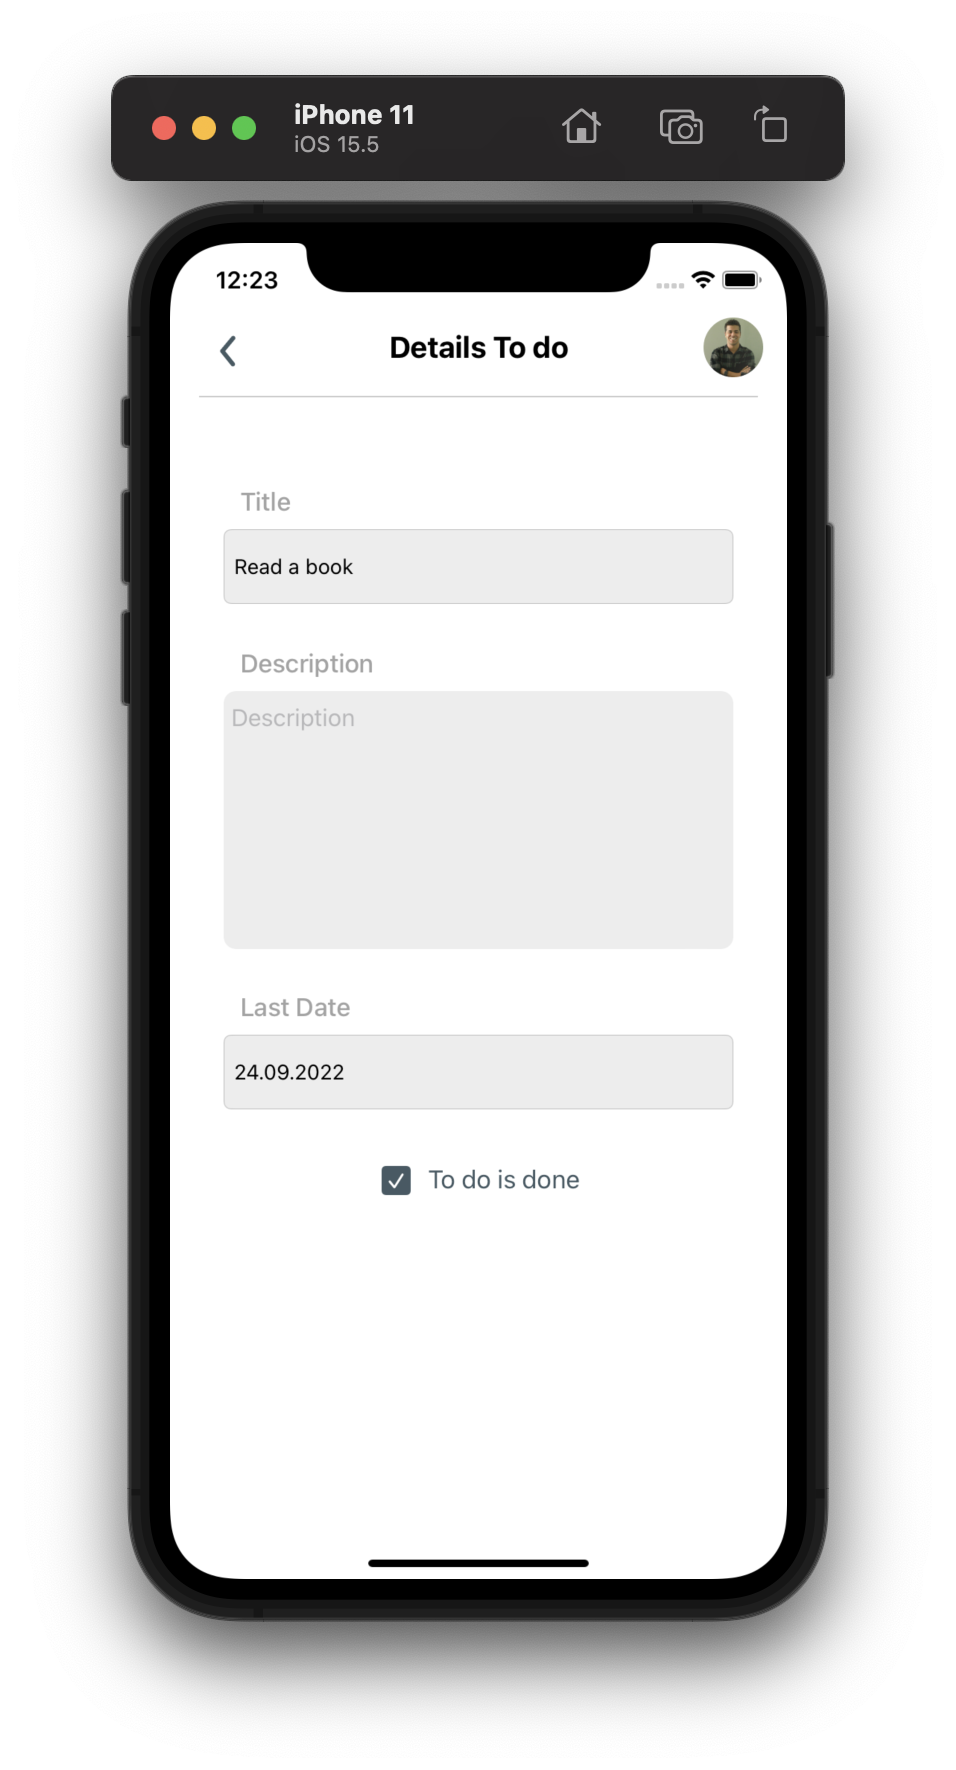 iPhone 11
iOS 15.5
12:23
Details To do
Title
Read a book
Description
Description
Last Date
24.09.2022
To do is done